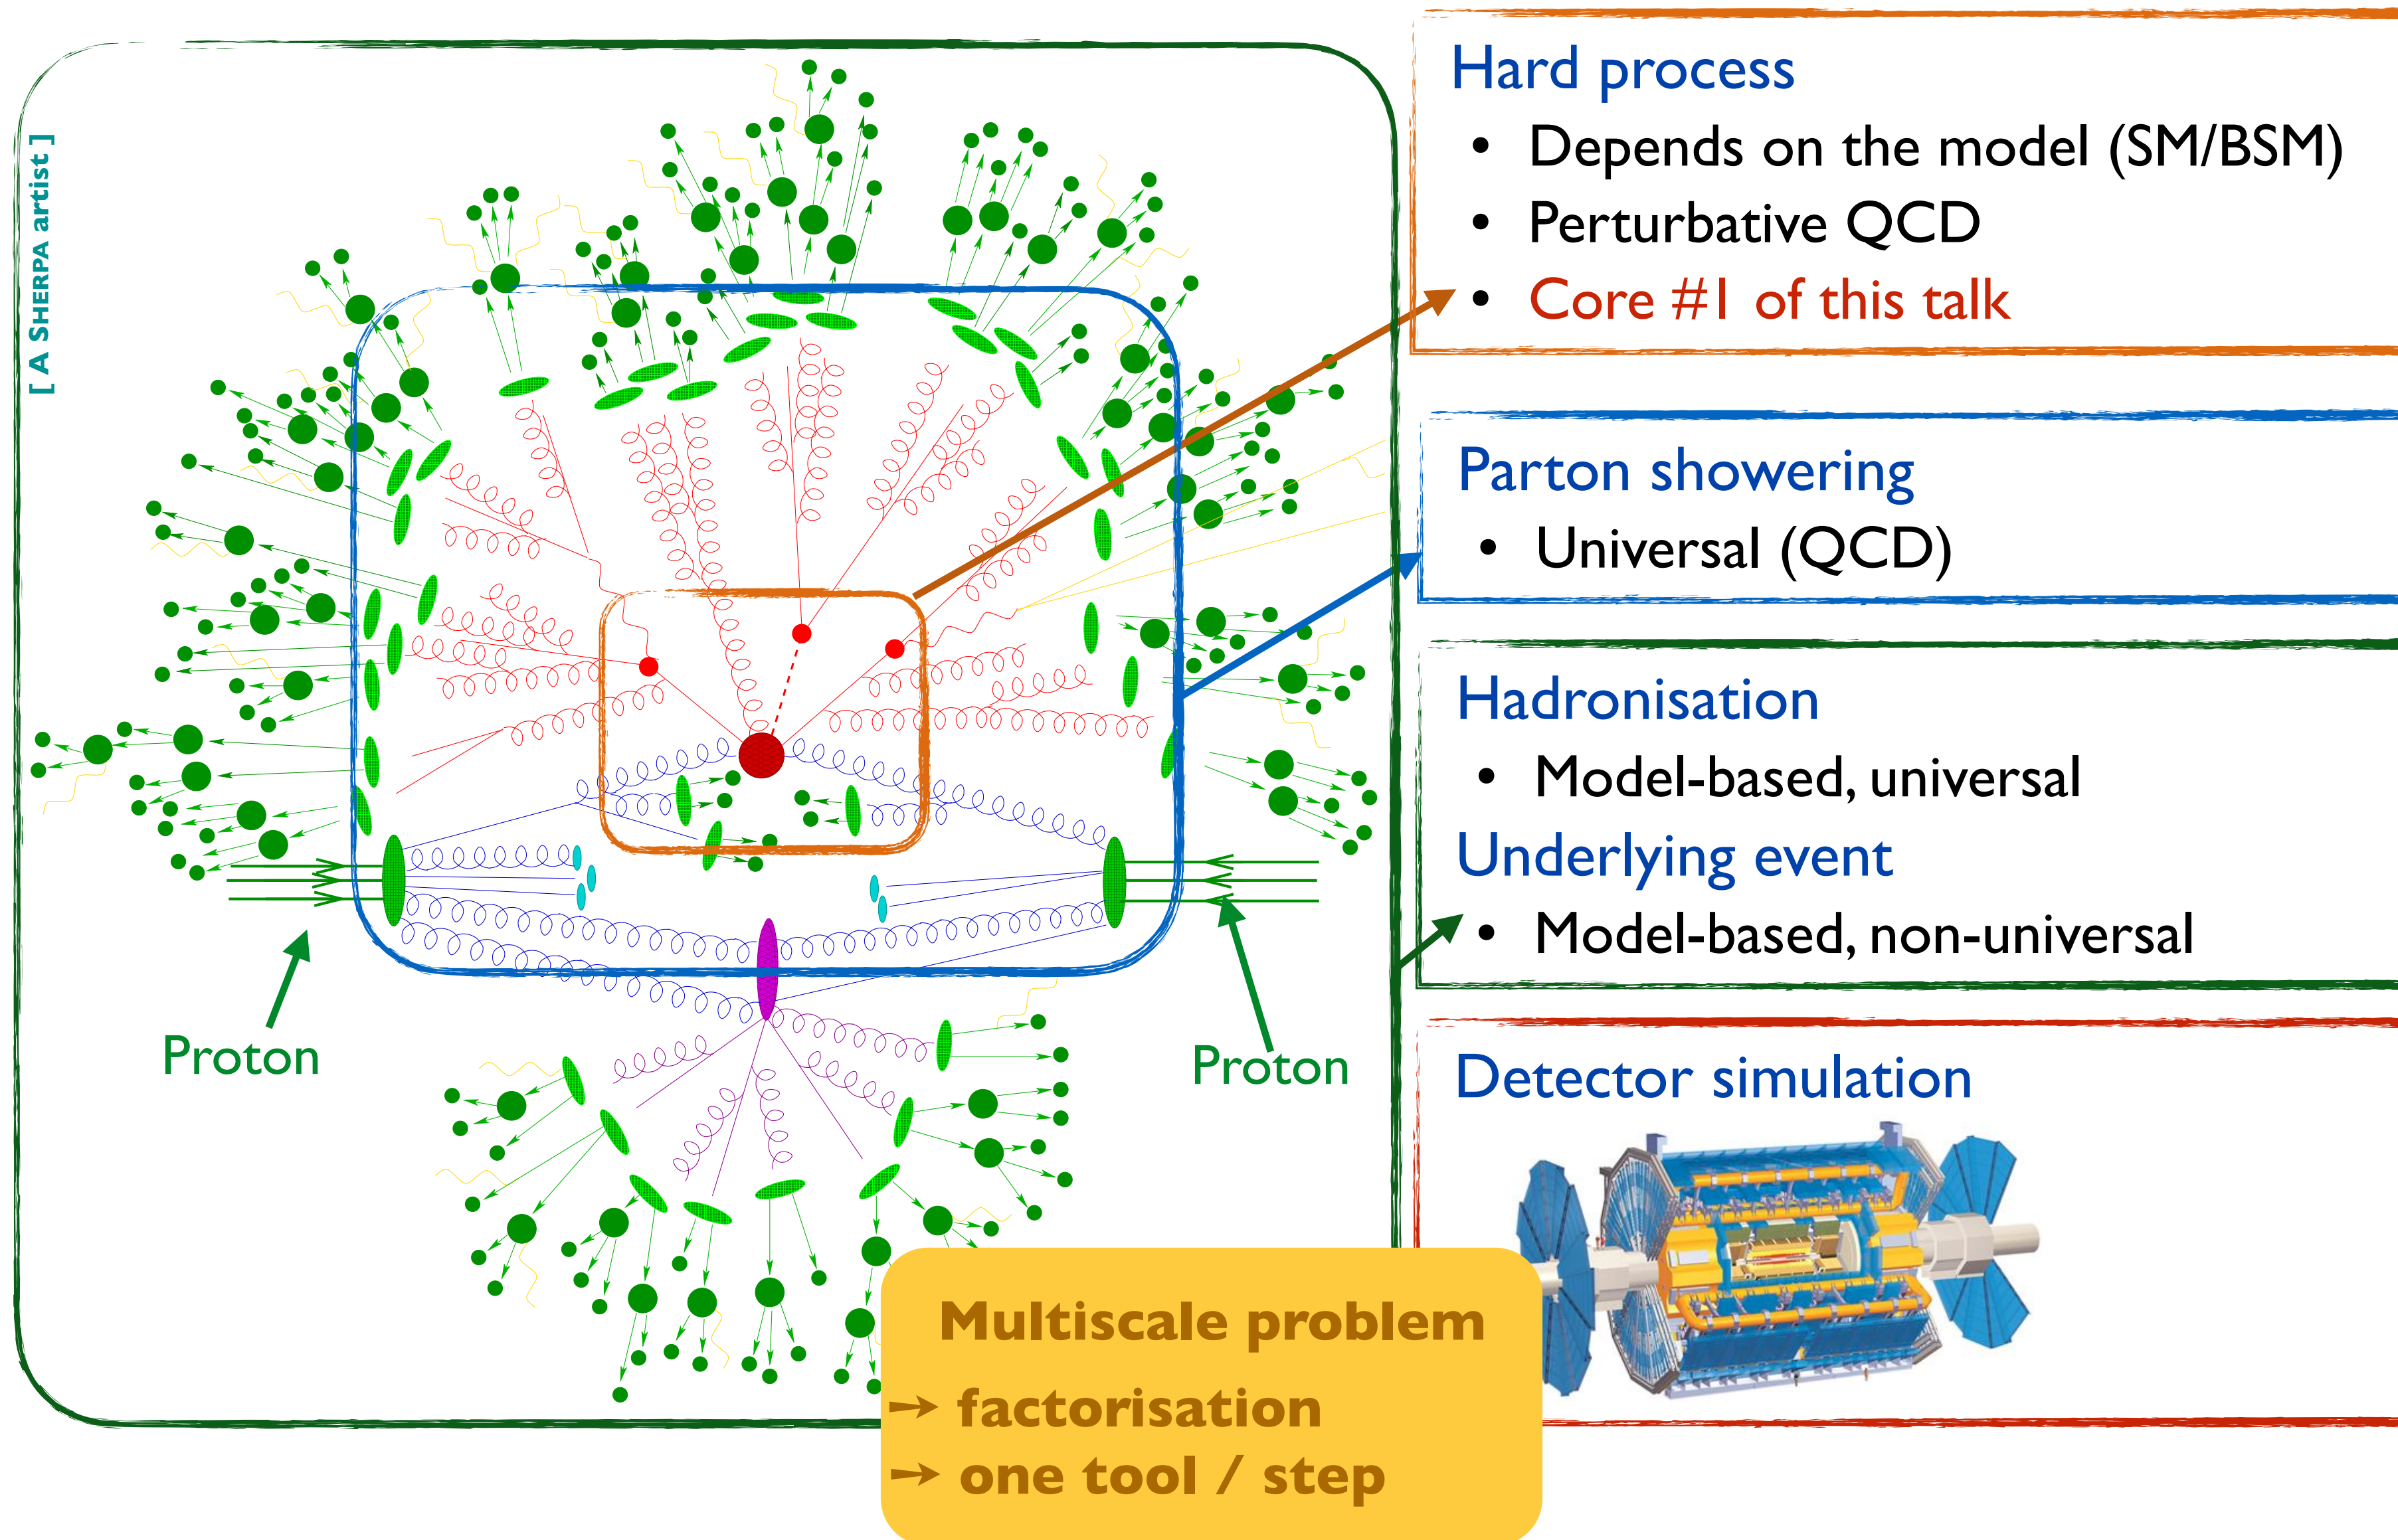 [ A SHERPA artist ]
Proton
Proton
Hard process
• Depends on the model (SM/BSM)
• Perturbative QCD
• Core #1 of this talk
Parton showering
• Universal (QCD)
Hadronisation
• Model-based, universal
Underlying event
• Model-based, non-universal
Detector simulation
Multiscale problem
➙ factorisation
➙ one tool / step